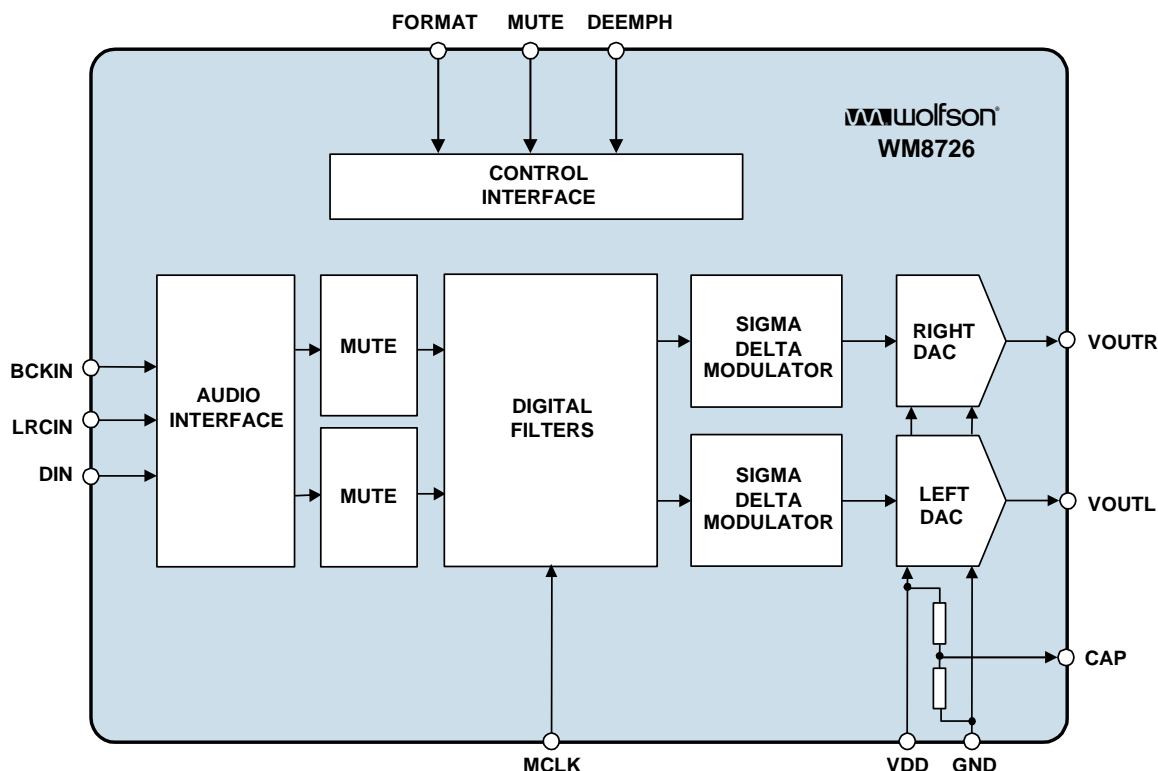 FORMAT MUTE DEEMPH
wolfson®
WM8726
CONTROL
INTERFACE
BCKIN
LRCIN
DIN
AUDIO
INTERFACE
MUTE
MUTE
DIGITAL
FILTERS
SIGMA
DELTA
MODULATOR
SIGMA
DELTA
MODULATOR
RIGHT
DAC
LEFT
DAC
VOUTR
VOUTL
CAP
MCLK VDD GND